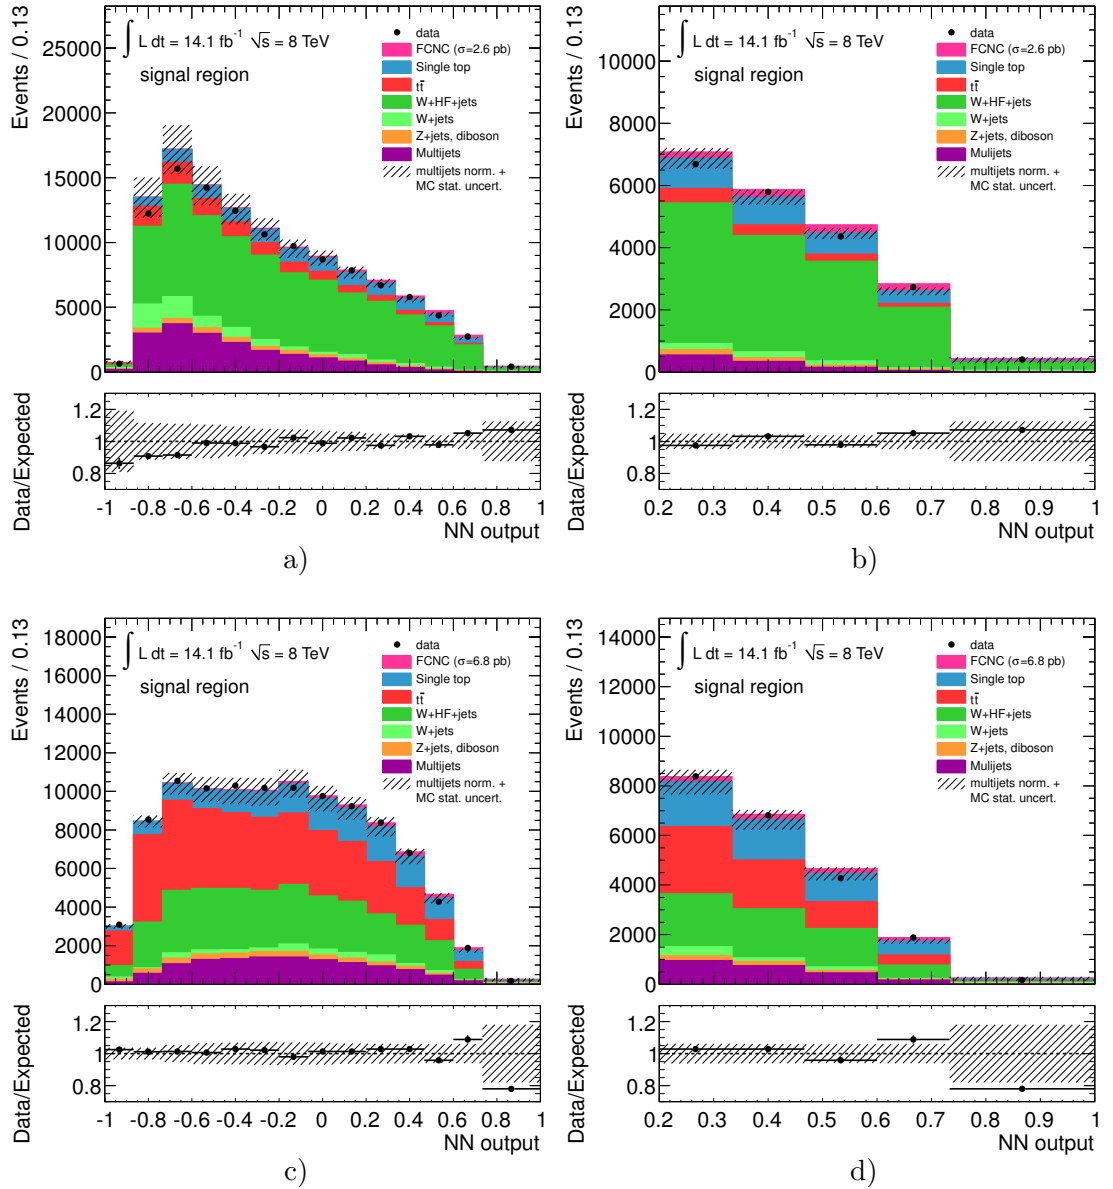 Events / 0.13
25000
20000
15000
10000
5000
0
∫ L dt = 14.1 fb⁻¹ √s = 8 TeV
signal region
data
FCNC (σ=2.6 pb)
Single top
tt̄
W+HF+jets
W+jets
Z+jets, diboson
Multijets
multijets norm. +
MC stat. uncert.
Data/Expected
1.2
1
0.8
-1 -0.8 -0.6 -0.4 -0.2 0 0.2 0.4 0.6 0.8 1
NN output
a)
Events / 0.13
10000
8000
6000
4000
2000
0
∫ L dt = 14.1 fb⁻¹ √s = 8 TeV
signal region
data
FCNC (σ=2.6 pb)
Single top
tt̄
W+HF+jets
W+jets
Z+jets, diboson
Mulijets
multijets norm. +
MC stat. uncert.
Data/Expected
1.2
1
0.8
0.2 0.3 0.4 0.5 0.6 0.7 0.8 0.9 1
NN output
b)
Events / 0.13
18000
16000
14000
12000
10000
8000
6000
4000
2000
0
∫ L dt = 14.1 fb⁻¹ √s = 8 TeV
signal region
data
FCNC (σ=6.8 pb)
Single top
tt̄
W+HF+jets
W+jets
Z+jets, diboson
Multijets
multijets norm. +
MC stat. uncert.
Data/Expected
1.2
1
0.8
-1 -0.8 -0.6 -0.4 -0.2 0 0.2 0.4 0.6 0.8 1
NN output
c)
Events / 0.13
14000
12000
10000
8000
6000
4000
2000
0
∫ L dt = 14.1 fb⁻¹ √s = 8 TeV
signal region
data
FCNC (σ=6.8 pb)
Single top
tt̄
W+HF+jets
W+jets
Z+jets, diboson
Mulijets
multijets norm. +
MC stat. uncert.
Data/Expected
1.2
1
0.8
0.2 0.3 0.4 0.5 0.6 0.7 0.8 0.9 1
NN output
d)